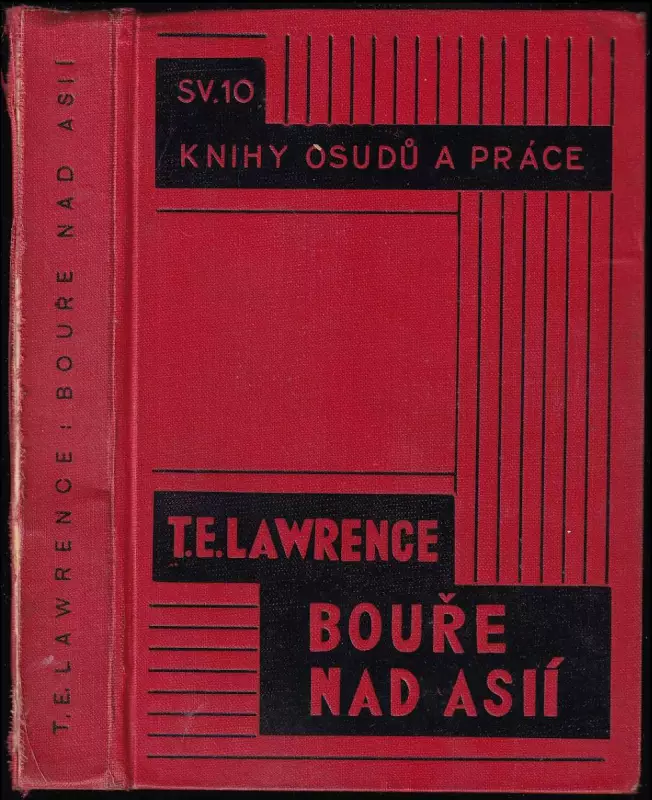 T.E.LAWRENCE : BOUŘE NAD ASIÍ
SV.10
KNIHY OSUDŮ A PRÁCE
T.E.LAWRENCE
BOUŘE
NAD ASIÍ